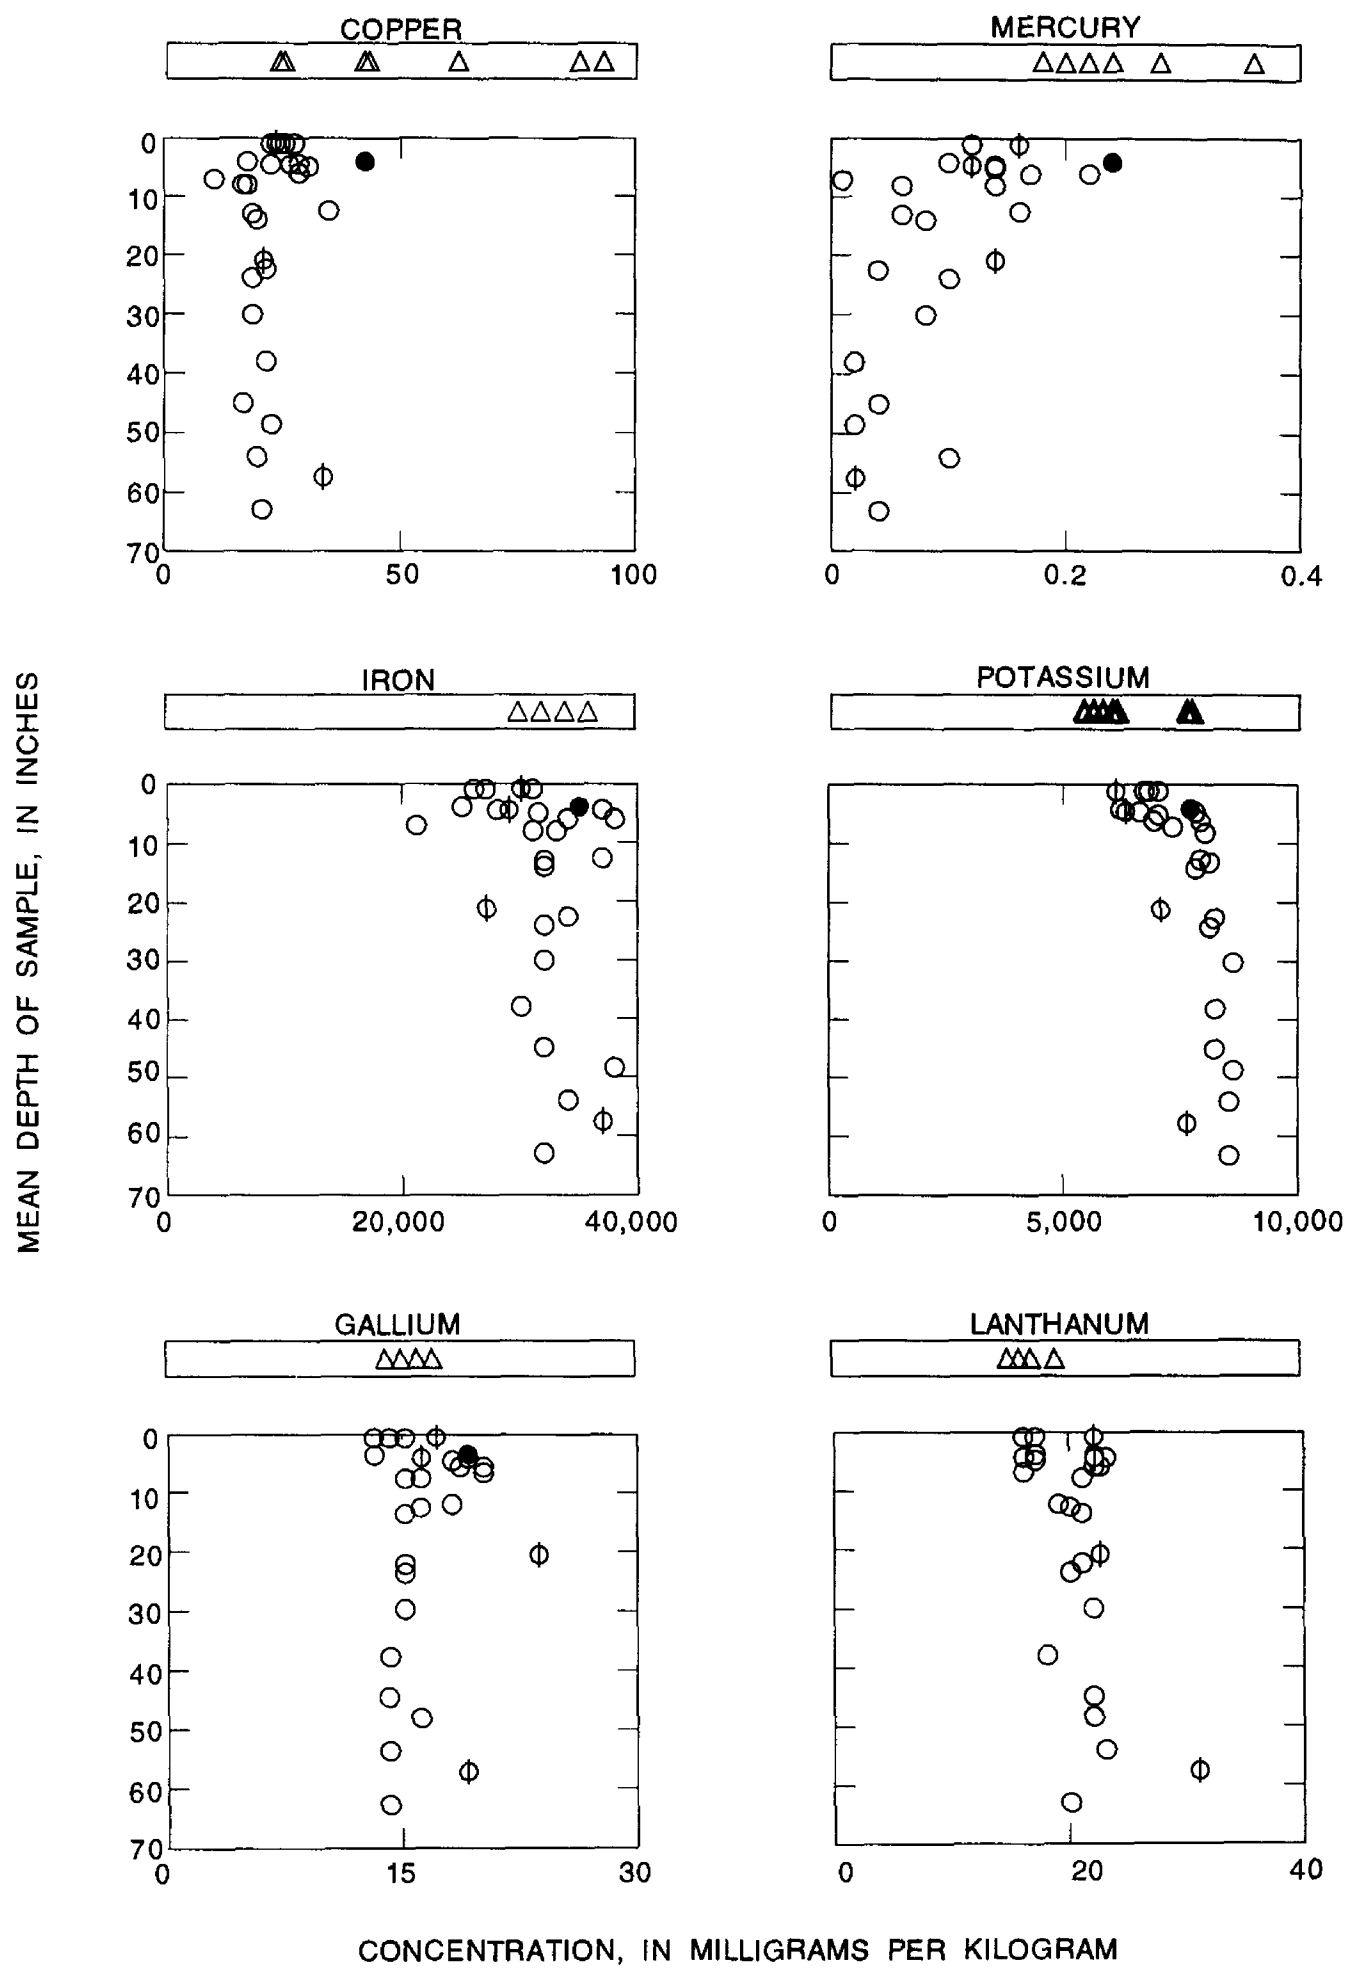 COPPER
0
10
20
30
40
50
60
70
0 50 100
MERCURY
0 0.2 0.4
MEAN DEPTH OF SAMPLE, IN INCHES
IRON
0
10
20
30
40
50
60
70
0 20,000 40,000
POTASSIUM
0 5,000 10,000
GALLIUM
0
10
20
30
40
50
60
70
0 15 30
LANTHANUM
0 20 40
CONCENTRATION, IN MILLIGRAMS PER KILOGRAM